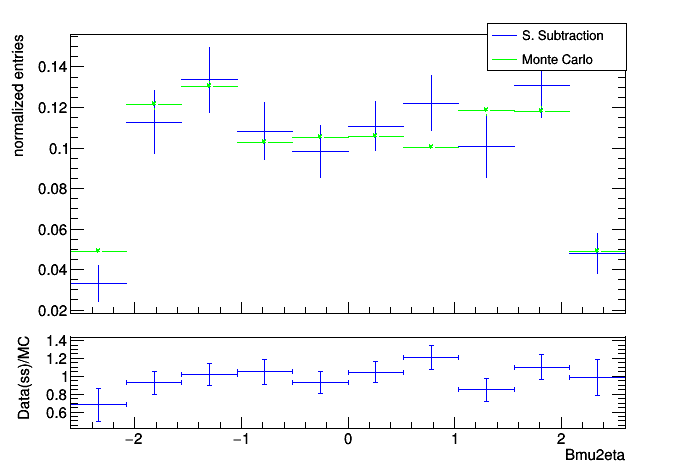 S. Subtraction
Monte Carlo
normalized entries
0.14
0.12
0.1
0.08
0.06
0.04
0.02
Data(ss)/MC
1.4
1.2
1
0.8
0.6
−2 −1 0 1 2
Bmu2eta